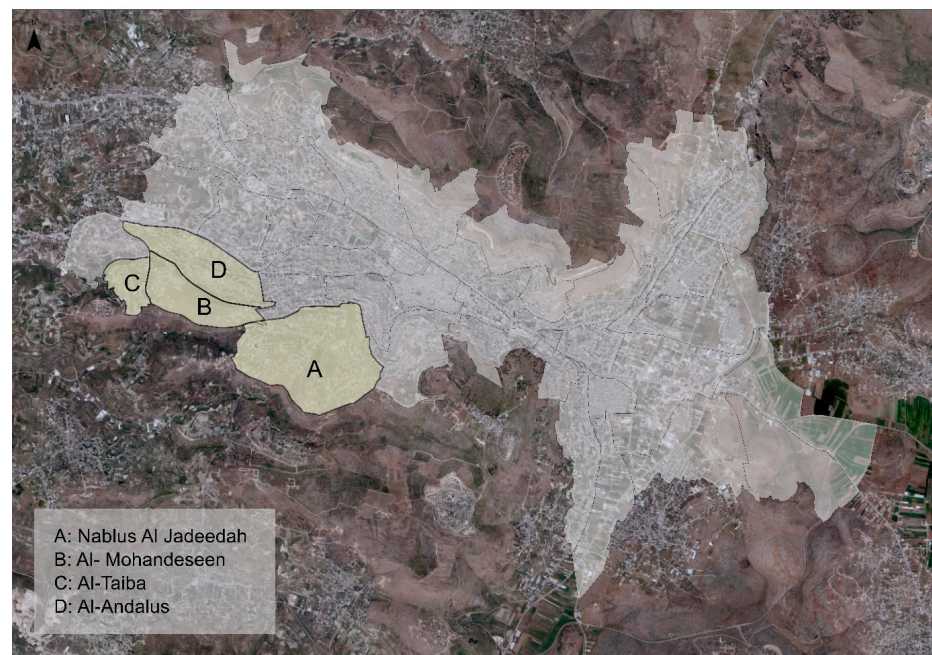 N
D
C
B
A
A: Nablus Al Jadeedah
B: Al- Mohandeseen
C: Al-Taiba
D: Al-Andalus